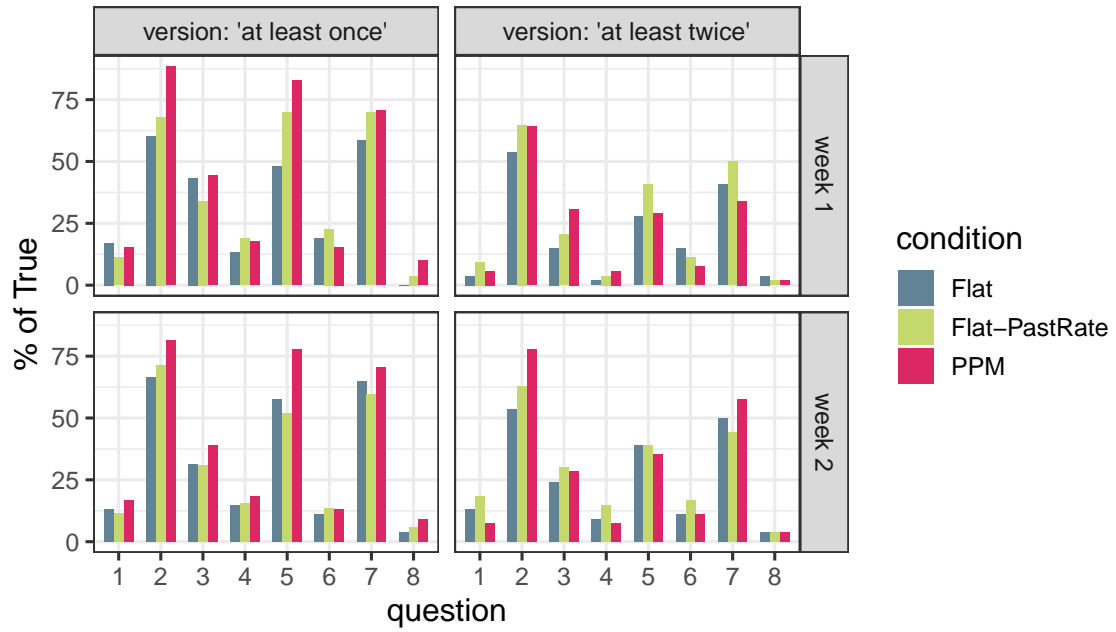 version: 'at least once'
version: 'at least twice'
% of True
75
50
25
0
week 1
75
50
25
0
week 2
1 2 3 4 5 6 7 8
1 2 3 4 5 6 7 8
question
condition
Flat
Flat−PastRate
PPM